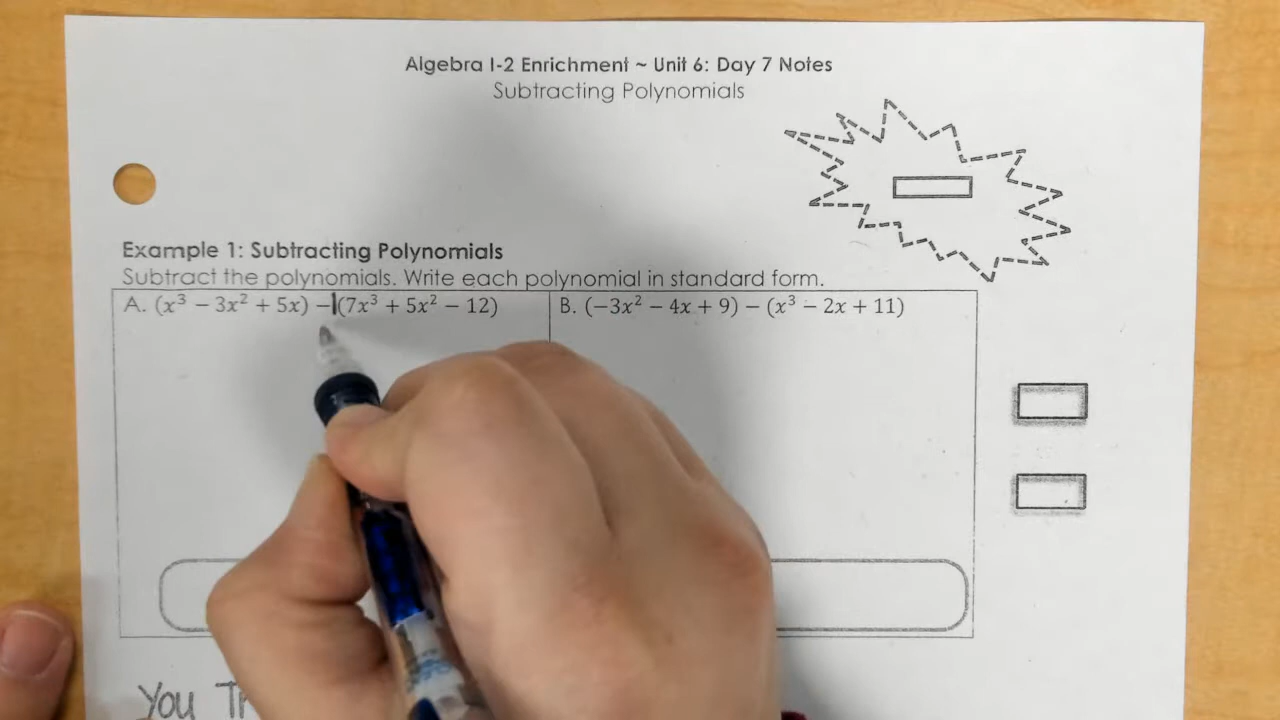 Algebra I-2 Enrichment ~ Unit 6: Day 7 Notes
Subtracting Polynomials
Example 1: Subtracting Polynomials
Subtract the polynomials. Write each polynomial in standard form.
A. (x³ − 3x² + 5x) −1(7x³ + 5x² − 12)
B. (−3x² − 4x + 9) − (x³ − 2x + 11)
You